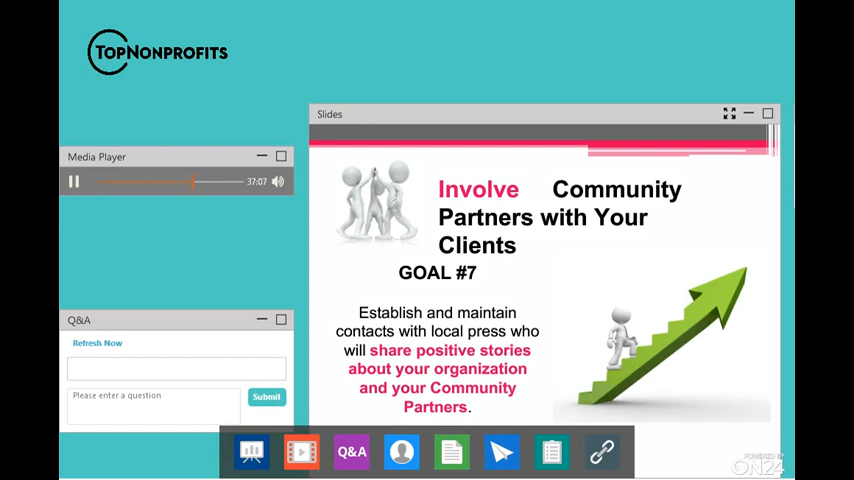 TOPNONPROFITS
Slides
Media Player
37:07
Involve Community
Partners with Your
Clients
GOAL #7
Establish and maintain
contacts with local press who
will share positive stories
about your organization
and your Community
Partners.
Q&A
Refresh Now
Please enter a question
Submit
Q&A
POWERED BY
ON24